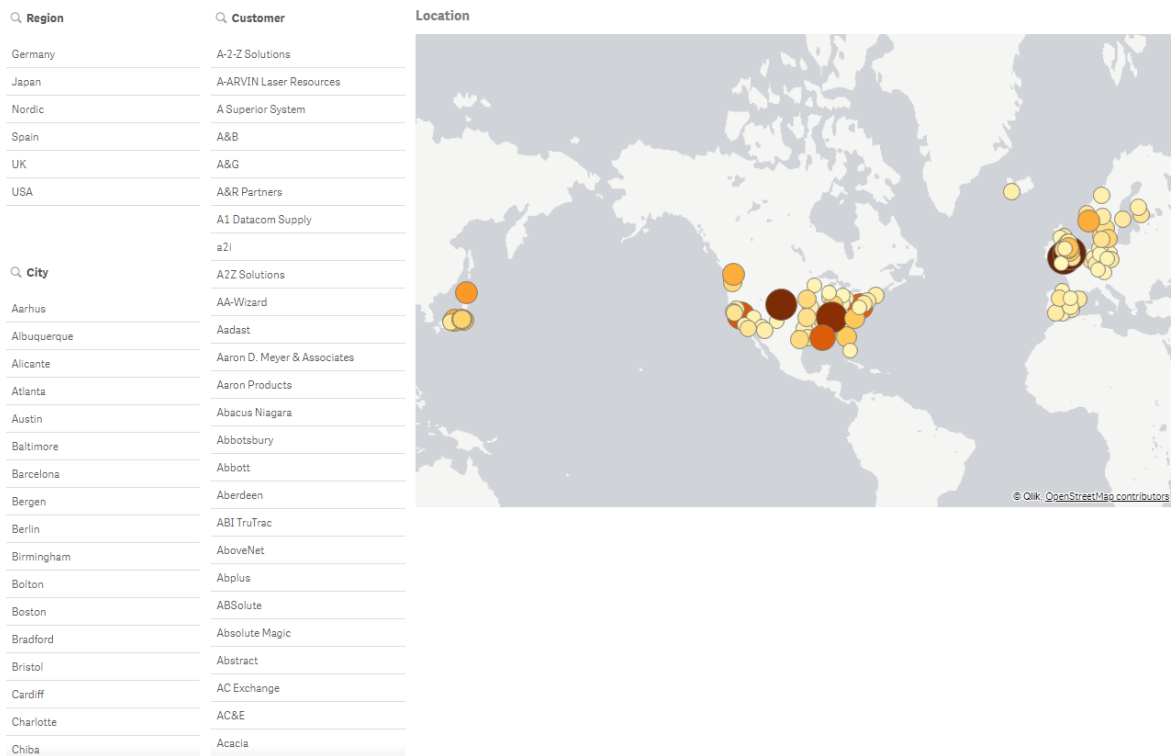 Region
Germany
Japan
Nordic
Spain
UK
USA
City
Aarhus
Albuquerque
Alicante
Atlanta
Austin
Baltimore
Barcelona
Bergen
Berlin
Birmingham
Bolton
Boston
Bradford
Bristol
Cardiff
Charlotte
Chiba
Customer
A-2-Z Solutions
A-ARVIN Laser Resources
A Superior System
A&B
A&G
A&R Partners
A1 Datacom Supply
a2i
A2Z Solutions
AA-Wizard
Aadast
Aaron D. Meyer & Associates
Aaron Products
Abacus Niagara
Abbotsbury
Abbott
Aberdeen
ABI TruTrac
AboveNet
Abplus
ABSolute
Absolute Magic
Abstract
AC Exchange
AC&E
Acacia
Location
© Qlik, OpenStreetMap contributors